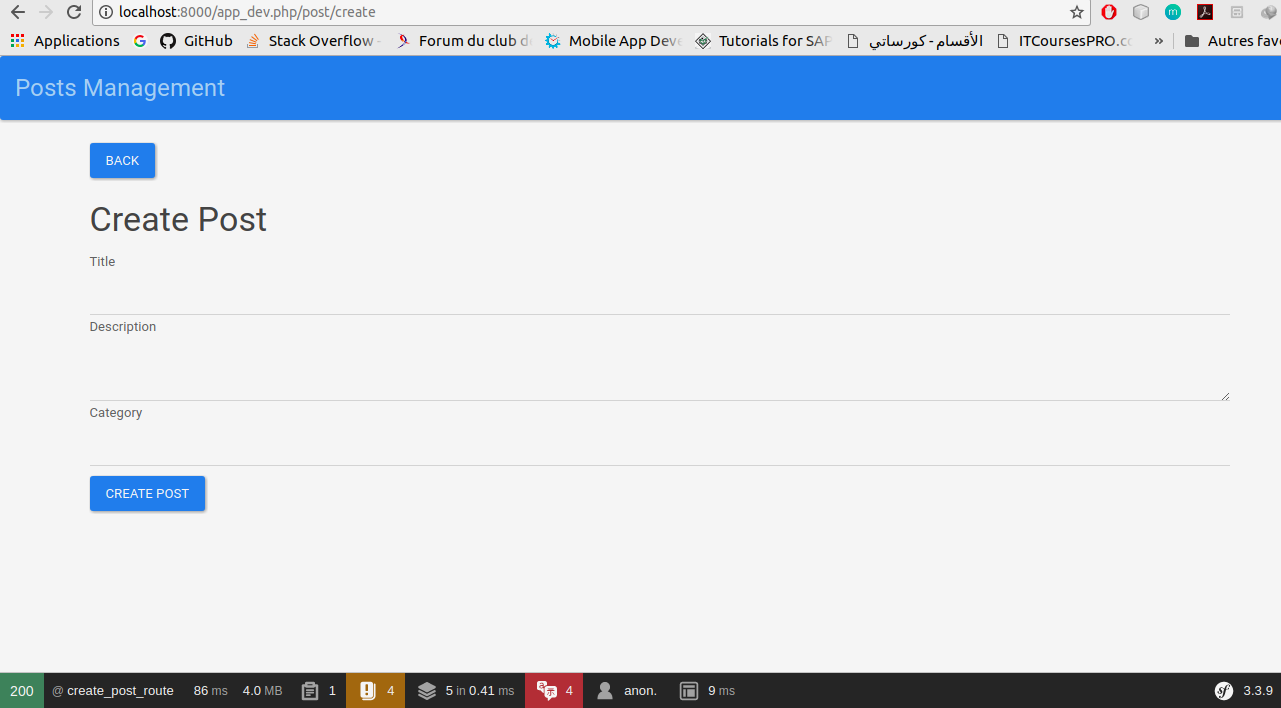 localhost:8000/app_dev.php/post/create
Applications GitHub Stack Overflow - Forum du club d Mobile App Deve Tutorials for SAP الأقسام - كورساتي ITCoursesPRO.co » Autres favo
Posts Management
BACK
Create Post
Title
Description
Category
CREATE POST
200 @ create_post_route 86 ms 4.0 MB 1 4 5 in 0.41 ms 4 anon. 9 ms 3.3.9